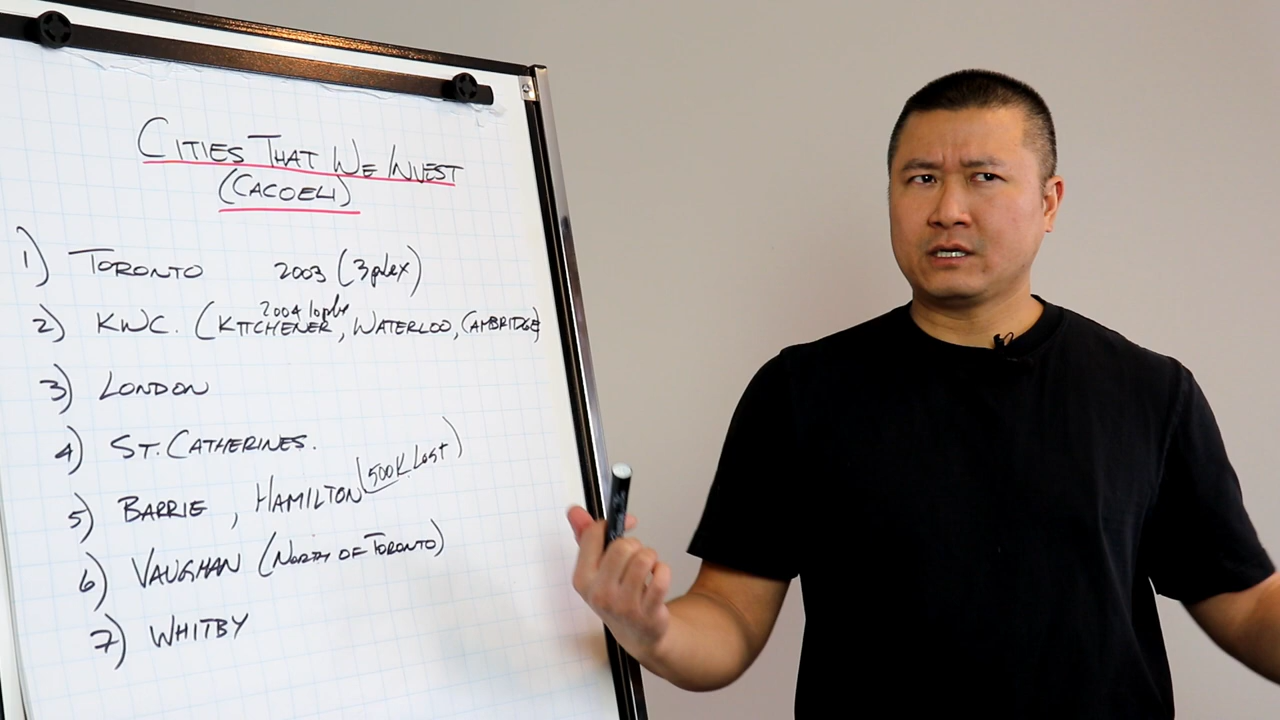 CITIES THAT WE INVEST
(CACOELI)
1) TORONTO 2003 (3plex)
2004 10plx
2) KWC. (KITCHENER, WATERLOO, CAMBRIDGE)
3) LONDON
4) ST. CATHERINES.
5) BARRIE, HAMILTON (500K Lost)
6) VAUGHAN (NORTH OF TORONTO)
7) WHITBY